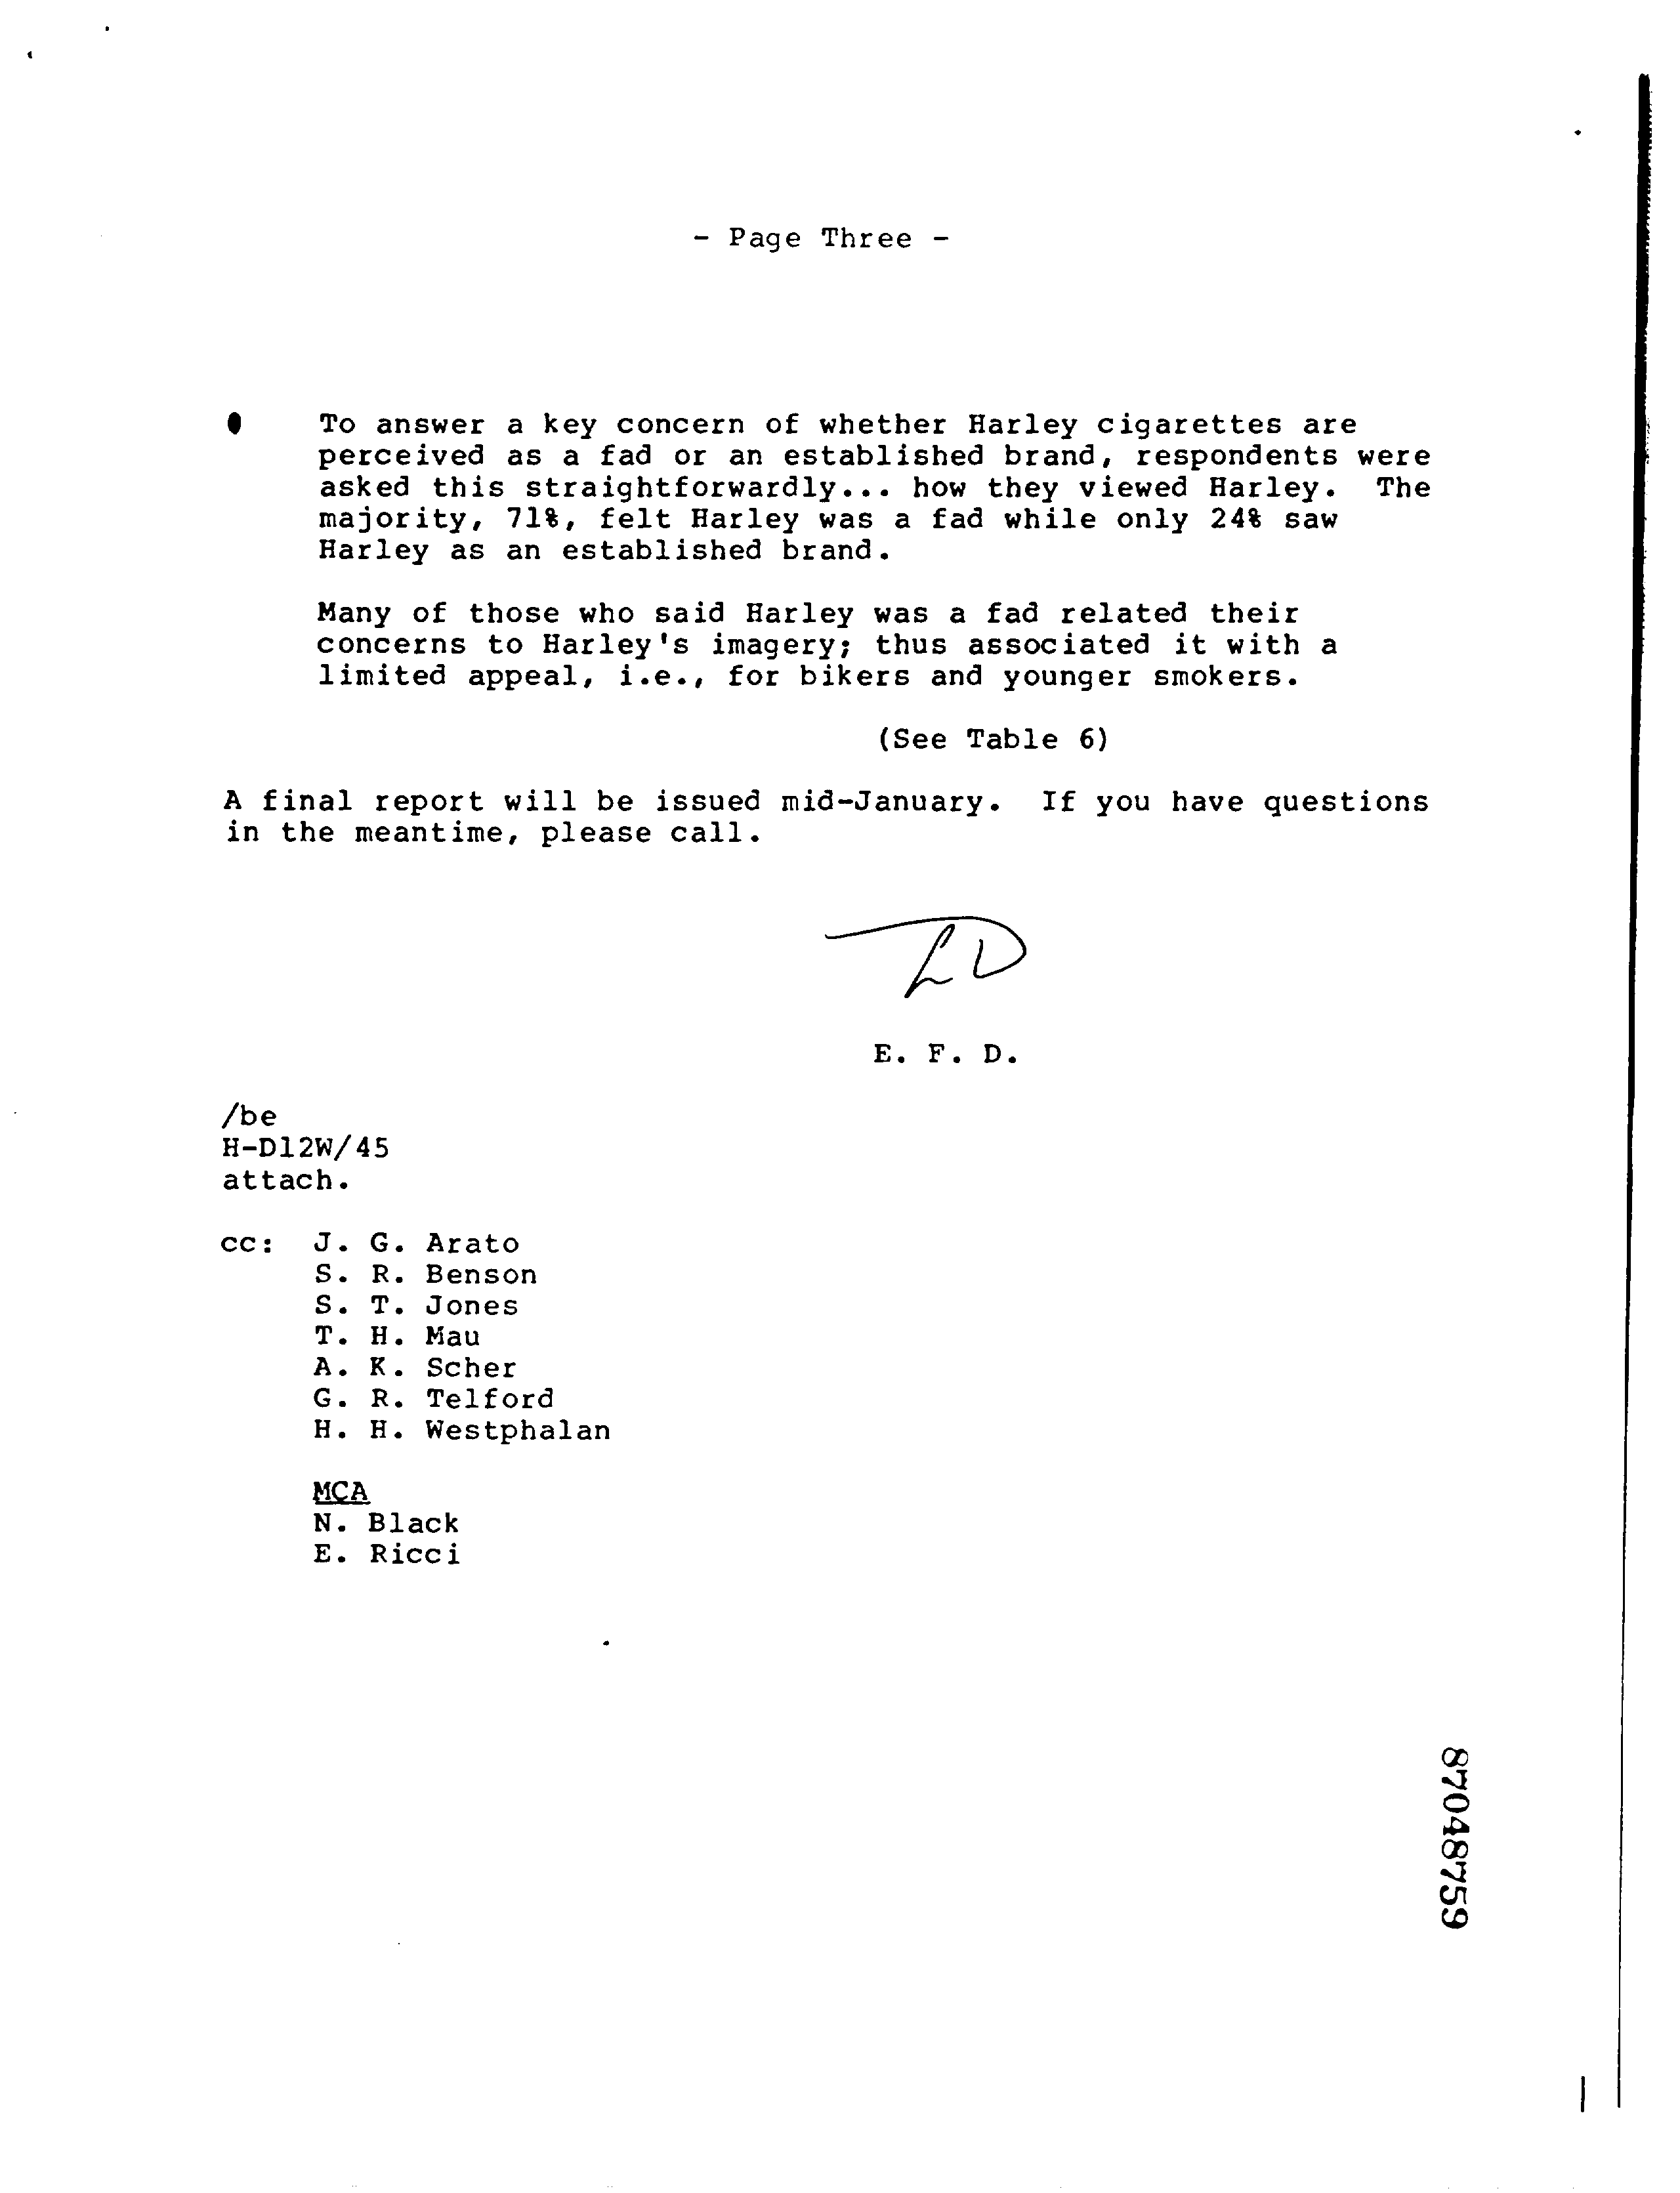 - Page Three -
To answer a key concern of whether Harley cigarettes are
perceived as a fad or an established brand, respondents were
asked this straightforwardly... how they viewed Harley. The
majority, 71%, felt Harley was a fad while only 24% saw
Harley as an established brand.
Many of those who said Harley was a fad related their
concerns to Harley's imagery; thus associated it with a
limited appeal, i.e., for bikers and younger smokers.
(See Table 6)
A final report will be issued mid-January. If you have questions
in the meantime, please call.
E. F. D.
/be
H-D12W/45
attach.
cc: J. G. Arato
S. R. Benson
S. T. Jones
T. H. Mau
A. K. Scher
G. R. Telford
H. H. Westphalan
MCA
N. Black
E. Ricci
87048759